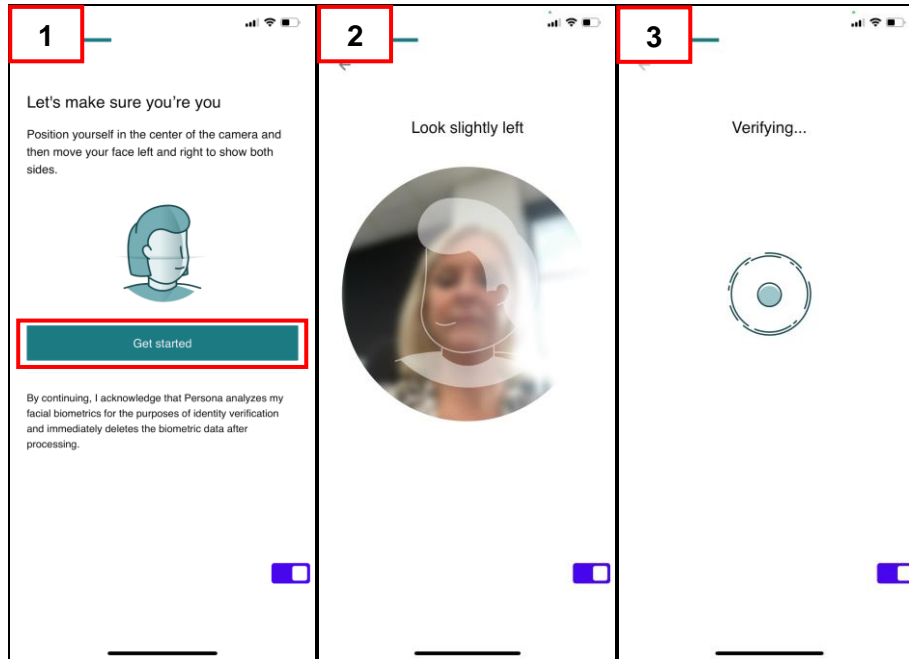 1
Let's make sure you're you
Position yourself in the center of the camera and
then move your face left and right to show both
sides.
Get started
By continuing, I acknowledge that Persona analyzes my
facial biometrics for the purposes of identity verification
and immediately deletes the biometric data after
processing.
2
Look slightly left
3
Verifying...